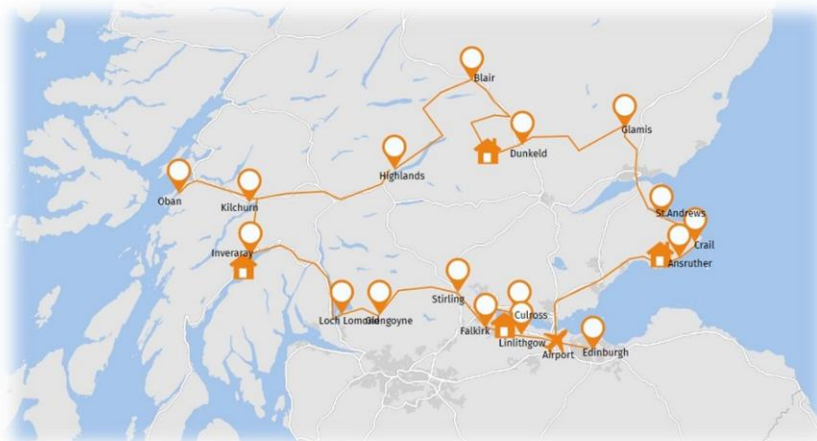 Blair
Glamis
Dunkeld
Highlands
Oban
Kilchurn
St.Andrews
Crail
Inveraray
Ansruther
Stirling
Loch Lomond
Glengoyne
Culross
Falkirk
Linlithgow
Airport
Edinburgh